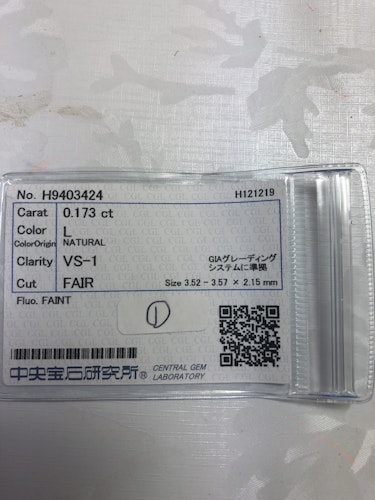 No. H9403424 H121219
Carat 0.173 ct
Color L
ColorOrigin NATURAL
Clarity VS-1 GIAグレーディング
システムに準拠
Cut FAIR Size 3.52 - 3.57 × 2.15 mm
Fluo. FAINT
1
中央宝石研究所® CENTRAL GEM
LABORATORY